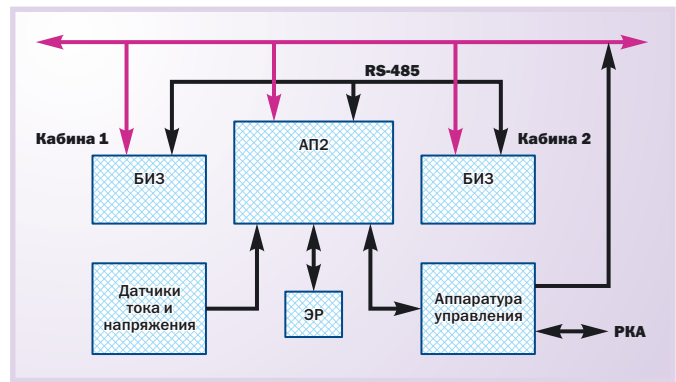 RS-485
Кабина 1
Кабина 2
БИЗ
АП2
БИЗ
Датчики
тока и
напряжения
ЭР
Аппаратура
управления
РКА